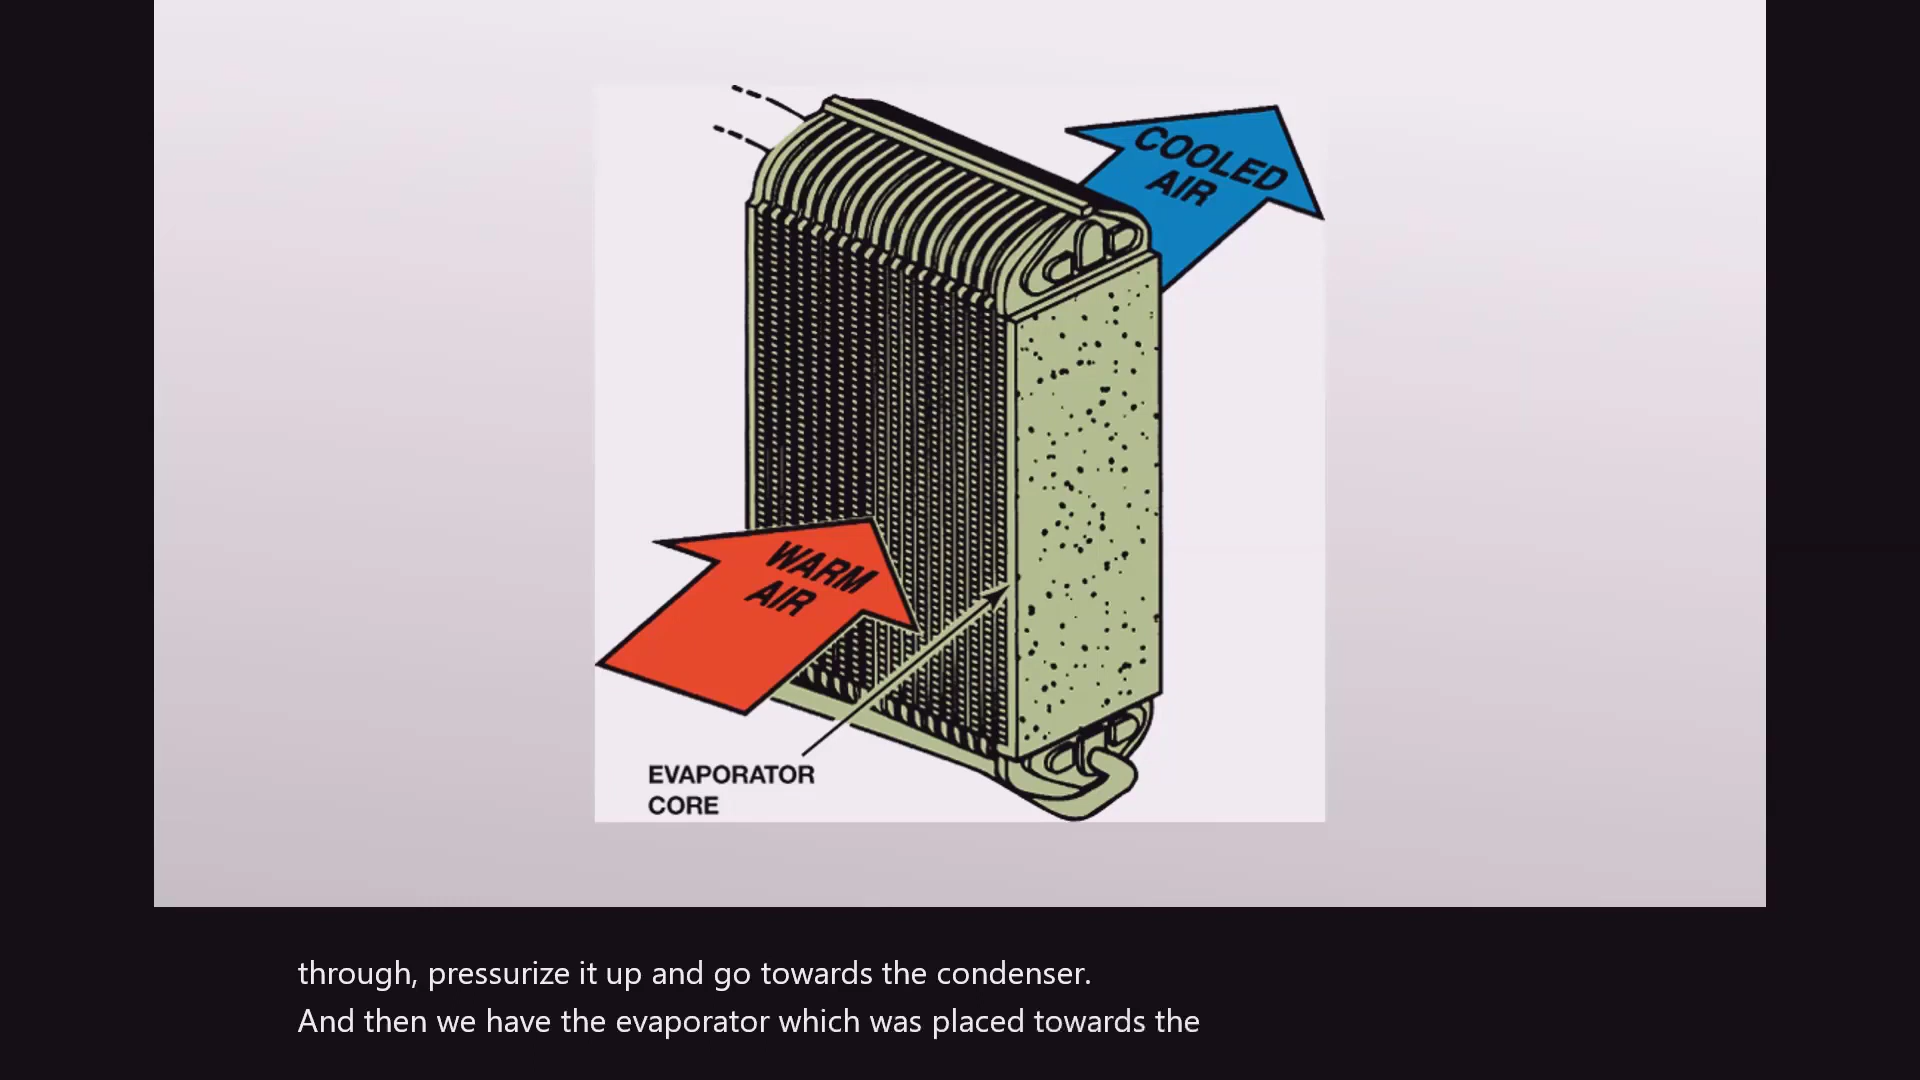 COOLED
AIR
WARM
AIR
EVAPORATOR
CORE
through, pressurize it up and go towards the condenser.
And then we have the evaporator which was placed towards the